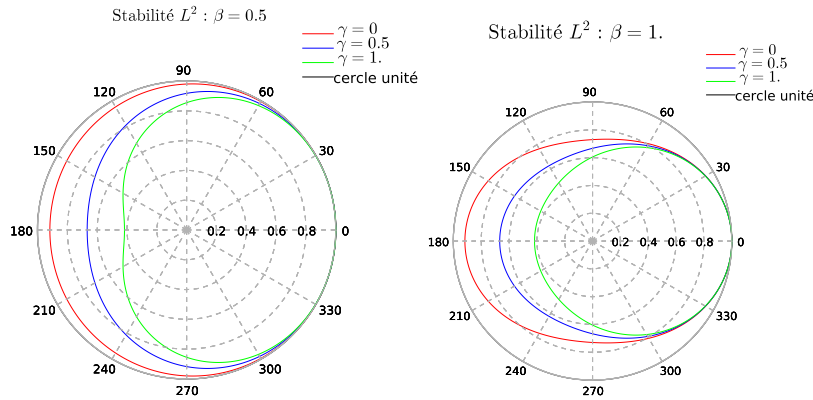 Stabilité L² : β = 0.5
γ = 0
γ = 0.5
γ = 1.
cercle unité
90
120
60
150
30
180
0.2 0.4 0.6 0.8
0
210
330
240
300
270
Stabilité L² : β = 1.
γ = 0
γ = 0.5
γ = 1.
cercle unité
90
120
60
150
30
180
0.2 0.4 0.6 0.8
0
210
330
240
300
270